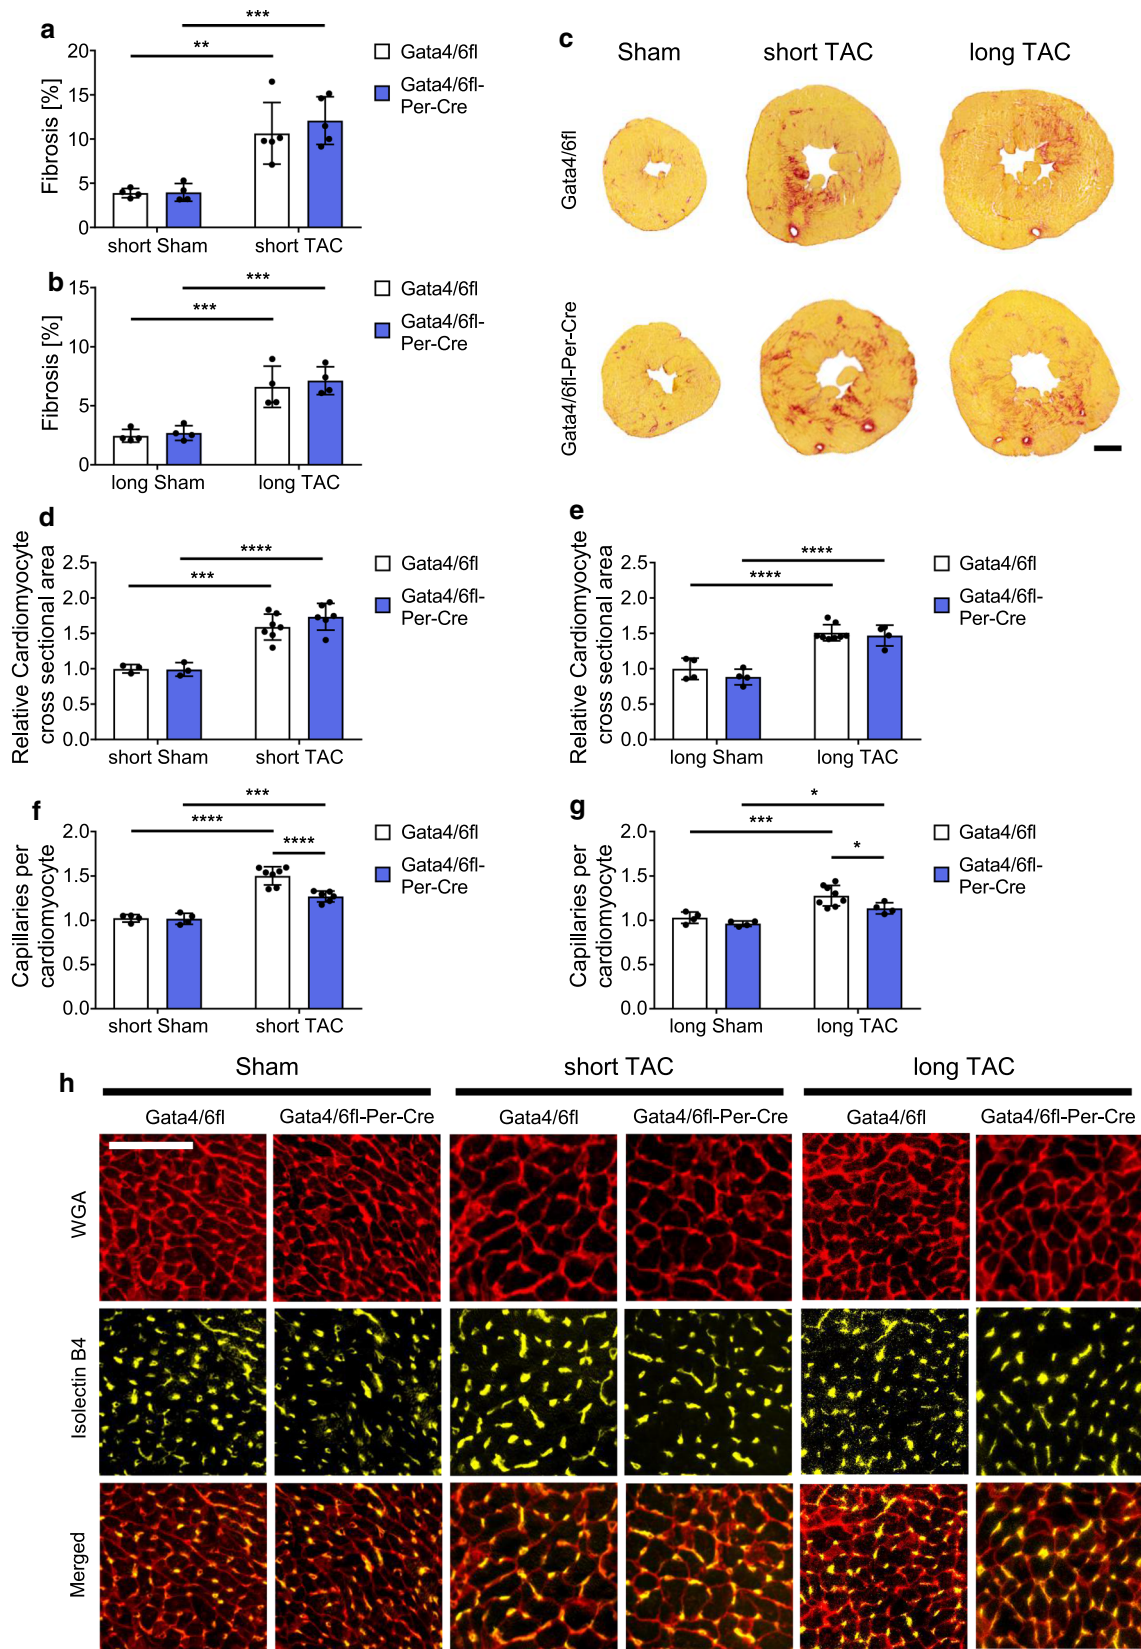 a
***
**
20
15
10
5
0
Fibrosis [%]
short Sham
short TAC
Gata4/6fl
Gata4/6fl-
Per-Cre
b
***
***
15
10
5
0
Fibrosis [%]
long Sham
long TAC
Gata4/6fl
Gata4/6fl-
Per-Cre
c
Sham
short TAC
long TAC
Gata4/6fl
Gata4/6fl-Per-Cre
d
****
***
2.5
2.0
1.5
1.0
0.5
0.0
Relative Cardiomyocyte
cross sectional area
short Sham
short TAC
Gata4/6fl
Gata4/6fl-
Per-Cre
e
****
****
2.5
2.0
1.5
1.0
0.5
0.0
Relative Cardiomyocyte
cross sectional area
long Sham
long TAC
Gata4/6fl
Gata4/6fl-
Per-Cre
f
***
****
****
2.0
1.5
1.0
0.5
0.0
Capillaries per
cardiomyocyte
short Sham
short TAC
Gata4/6fl
Gata4/6fl-
Per-Cre
g
*
***
*
2.0
1.5
1.0
0.5
0.0
Capillaries per
cardiomyocyte
long Sham
long TAC
Gata4/6fl
Gata4/6fl-
Per-Cre
h
Sham
short TAC
long TAC
Gata4/6fl
Gata4/6fl-Per-Cre
Gata4/6fl
Gata4/6fl-Per-Cre
Gata4/6fl
Gata4/6fl-Per-Cre
WGA
Isolectin B4
Merged